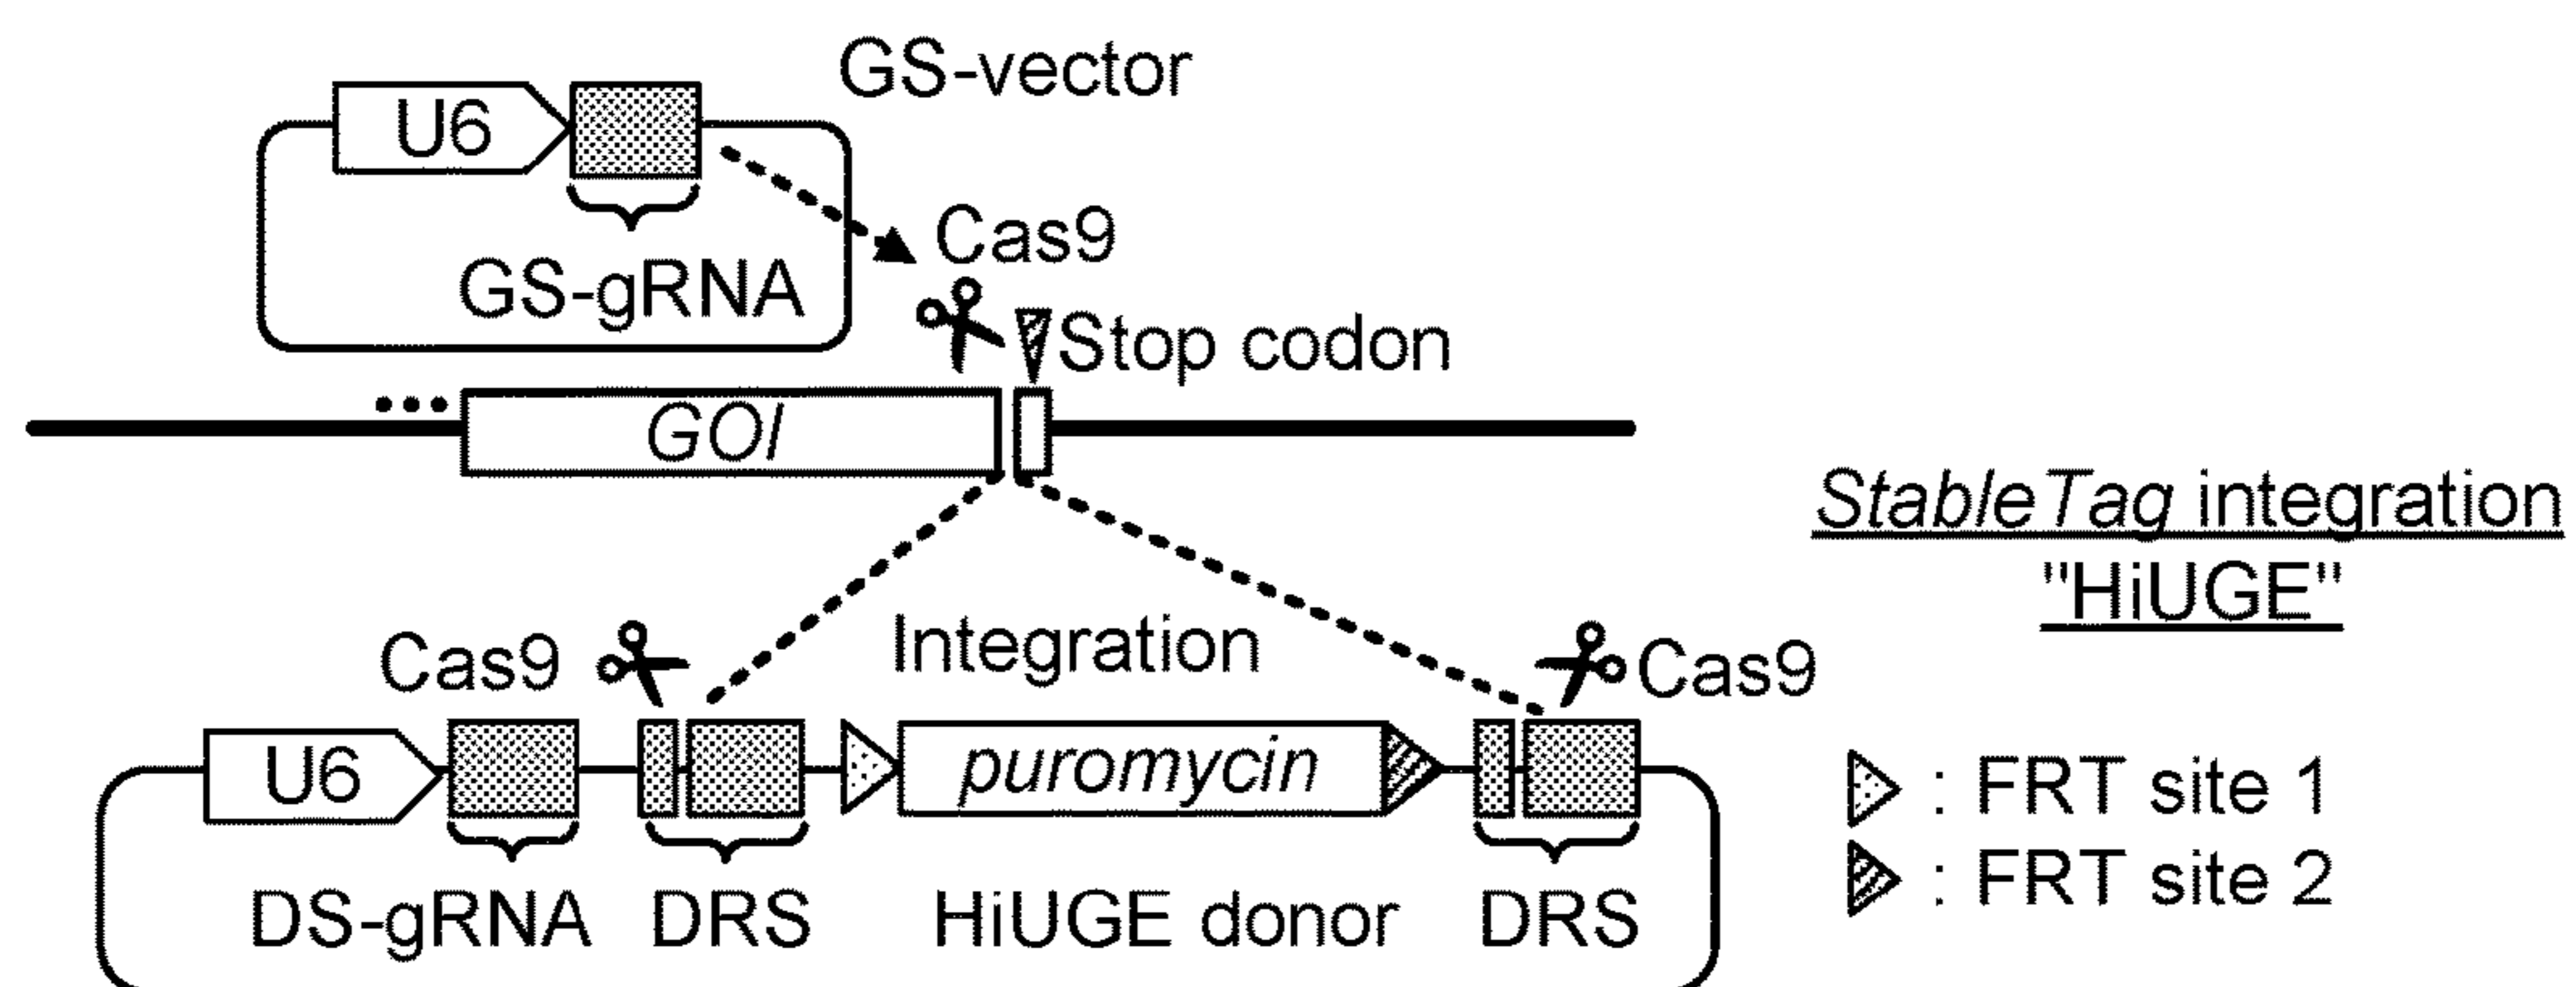 GS-vector
U6
GS-gRNA
Cas9
Stop codon
GOI
StableTag integration
"HiUGE"
Cas9
Integration
Cas9
U6
puromycin
: FRT site 1
: FRT site 2
DS-gRNA
DRS
HiUGE donor
DRS